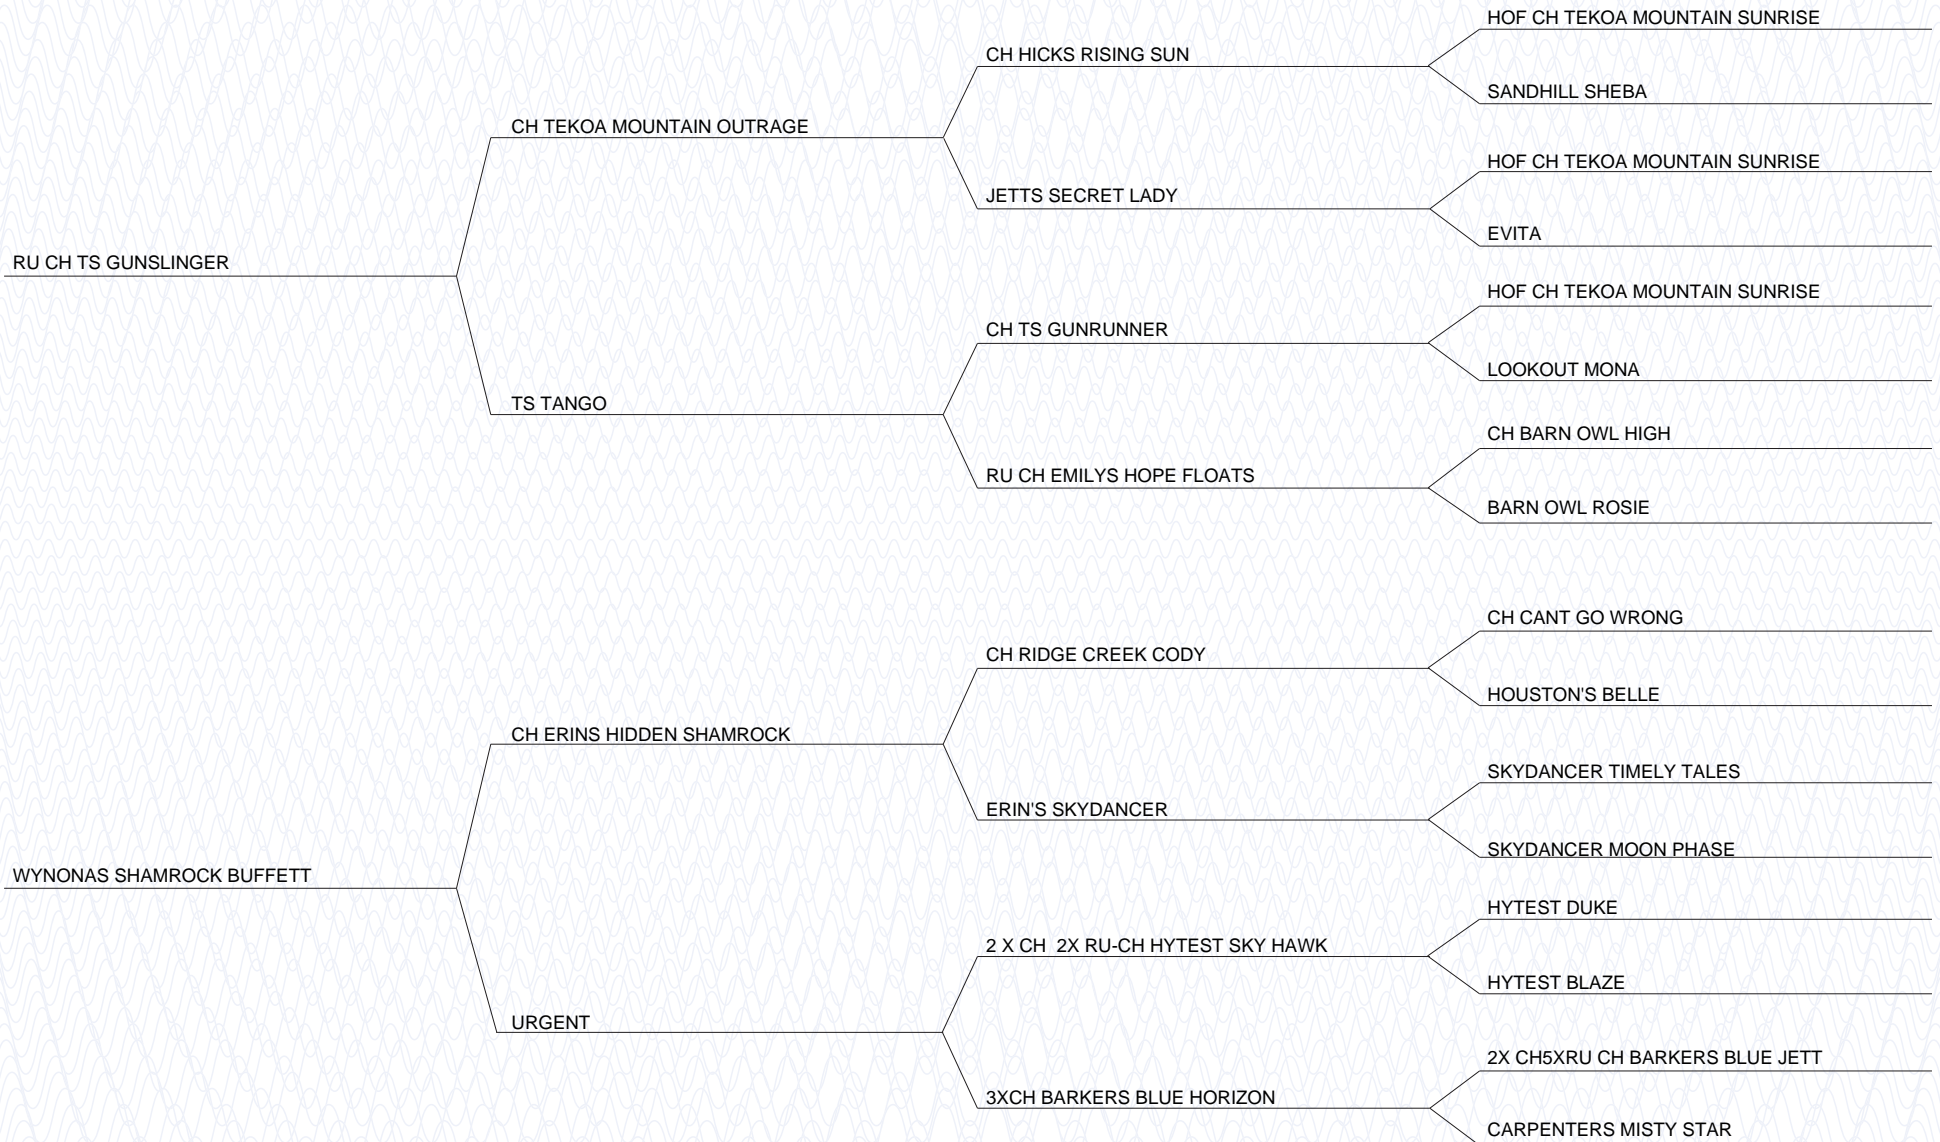 HOF CH TEKOA MOUNTAIN SUNRISE
CH HICKS RISING SUN
SANDHILL SHEBA
CH TEKOA MOUNTAIN OUTRAGE
HOF CH TEKOA MOUNTAIN SUNRISE
JETTS SECRET LADY
EVITA
RU CH TS GUNSLINGER
HOF CH TEKOA MOUNTAIN SUNRISE
CH TS GUNRUNNER
LOOKOUT MONA
TS TANGO
CH BARN OWL HIGH
RU CH EMILYS HOPE FLOATS
BARN OWL ROSIE
CH CANT GO WRONG
CH RIDGE CREEK CODY
HOUSTON'S BELLE
CH ERINS HIDDEN SHAMROCK
SKYDANCER TIMELY TALES
ERIN'S SKYDANCER
SKYDANCER MOON PHASE
WYNONAS SHAMROCK BUFFETT
HYTEST DUKE
2 X CH  2X RU-CH HYTEST SKY HAWK
HYTEST BLAZE
URGENT
2X CH5XRU CH BARKERS BLUE JETT
3XCH BARKERS BLUE HORIZON
CARPENTERS MISTY STAR